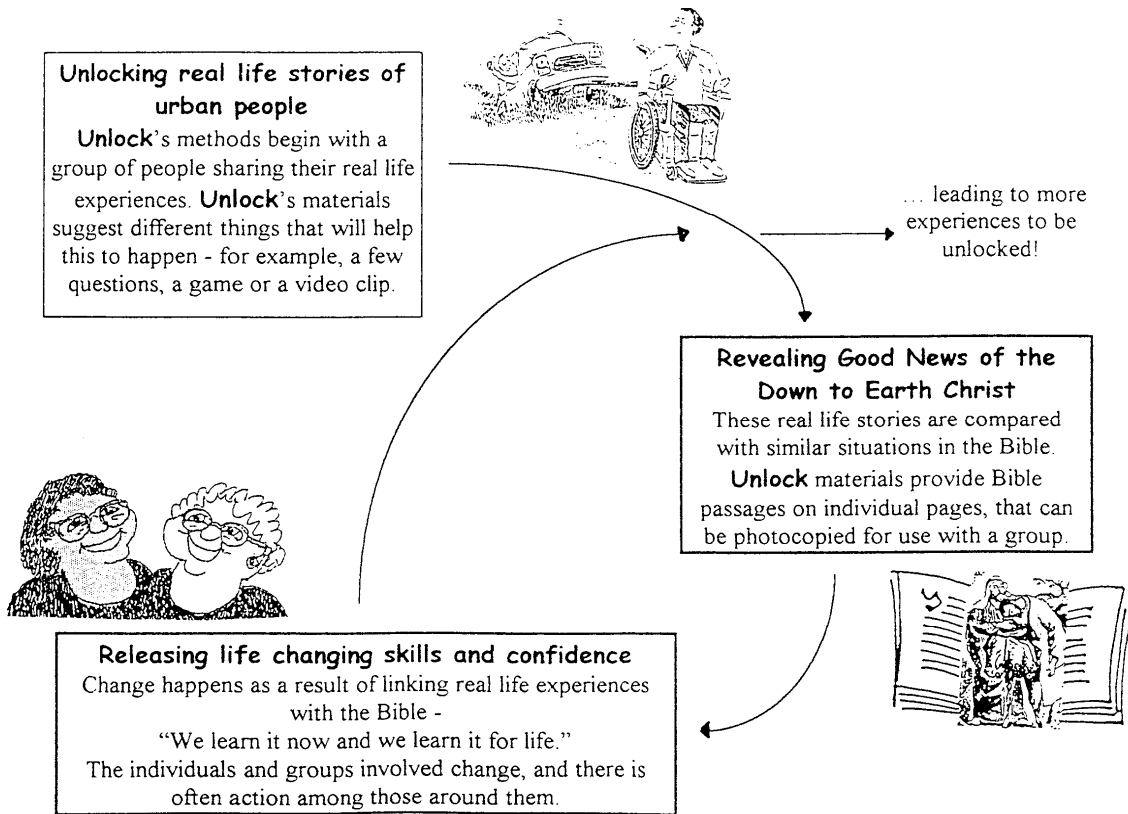 Unlocking real life stories of
urban people
Unlock's methods begin with a
group of people sharing their real life
experiences. Unlock's materials
suggest different things that will help
this to happen - for example, a few
questions, a game or a video clip.
... leading to more
experiences to be
unlocked!
Revealing Good News of the
Down to Earth Christ
These real life stories are compared
with similar situations in the Bible.
Unlock materials provide Bible
passages on individual pages, that can
be photocopied for use with a group.
Releasing life changing skills and confidence
Change happens as a result of linking real life experiences
with the Bible -
“We learn it now and we learn it for life.”
The individuals and groups involved change, and there is
often action among those around them.